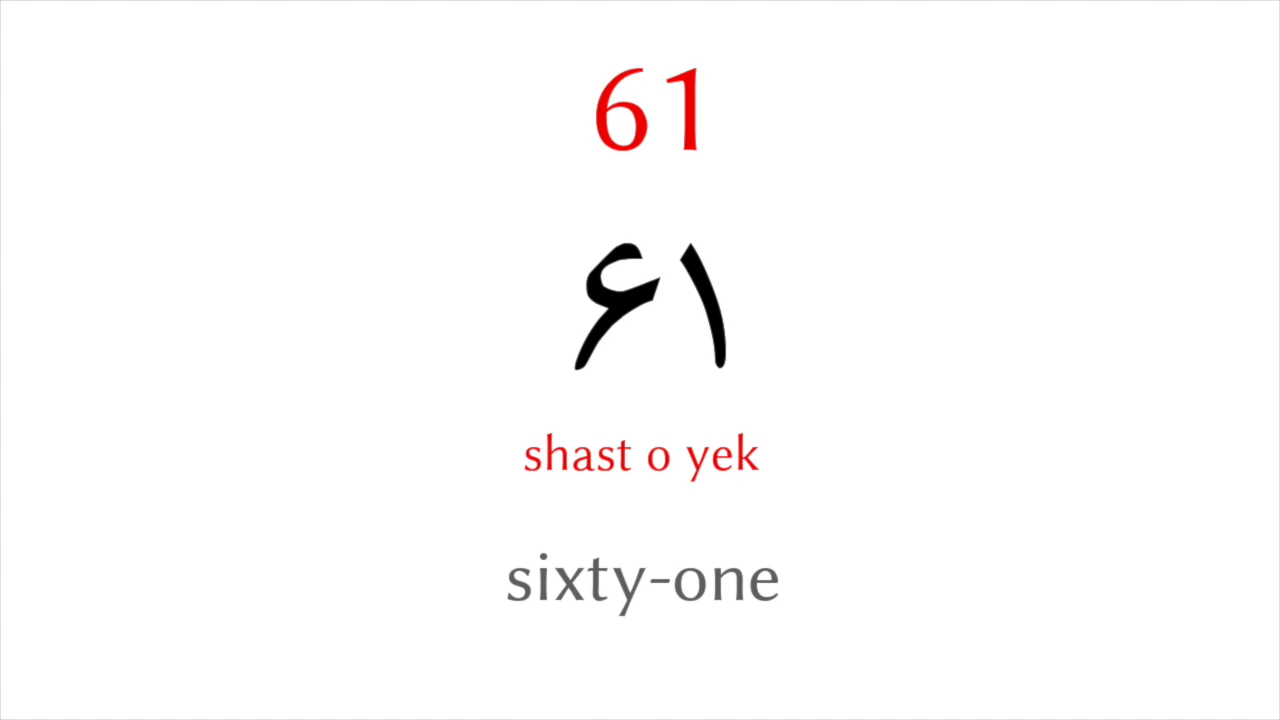 61
۶۱
shast o yek
sixty-one